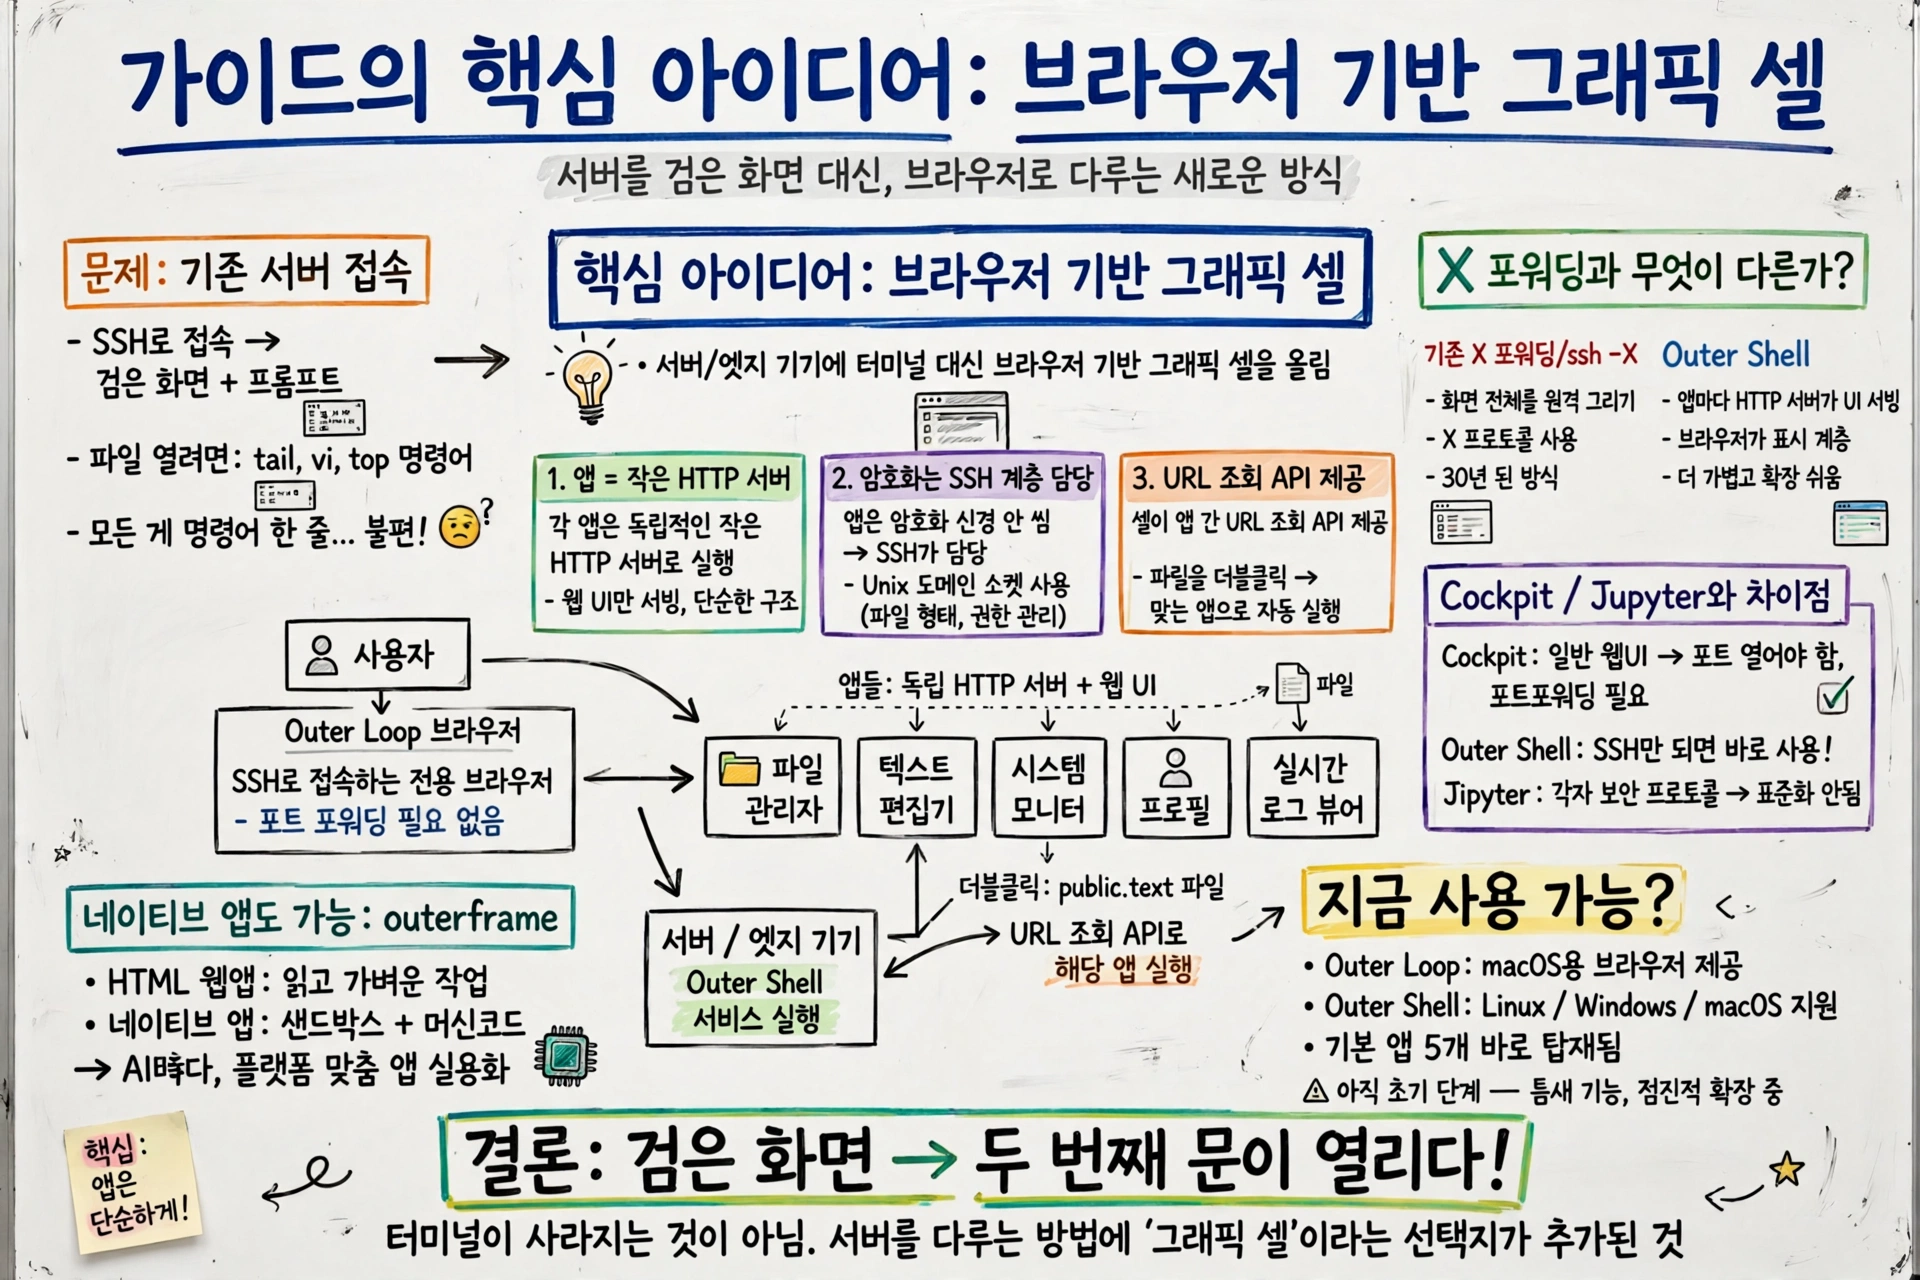 가이드의 핵심 아이디어: 브라우저 기반 그래픽 셸
서버를 검은 화면 대신, 브라우저로 다루는 새로운 방식
문제: 기존 서버 접속
- SSH로 접속 →
검은 화면 + 프롬프트
- 파일 열려면: tail, vi, top 명령어
- 모든 게 명령어 한 줄... 불편!
?
핵심 아이디어: 브라우저 기반 그래픽 셸
• 서버/엣지 기기에 터미널 대신 브라우저 기반 그래픽 셸을 올림
1. 앱 = 작은 HTTP 서버
각 앱은 독립적인 작은
HTTP 서버로 실행
- 웹 UI만 서빙, 단순한 구조
2. 암호화는 SSH 계층 담당
앱은 암호화 신경 안 씀
→ SSH가 담당
- Unix 도메인 소켓 사용
(파일 형태, 권한 관리)
3. URL 조회 API 제공
셸이 앱 간 URL 조회 API 제공
- 파일을 더블클릭 →
맞는 앱으로 자동 실행
X 포워딩과 무엇이 다른가?
기존 X 포워딩/ssh -X
- 화면 전체를 원격 그리기
- X 프로토콜 사용
- 30년 된 방식
Outer Shell
- 앱마다 HTTP 서버가 UI 서빙
- 브라우저가 표시 계층
- 더 가볍고 확장 쉬움
Cockpit / Jupyter와 차이점
Cockpit: 일반 웹UI → 포트 열어야 함,
포트포워딩 필요
Outer Shell: SSH만 되면 바로 사용!
Jipyter: 각자 보안 프로토콜 → 표준화 안됨
사용자
Outer Loop 브라우저
SSH로 접속하는 전용 브라우저
- 포트 포워딩 필요 없음
앱들: 독립 HTTP 서버 + 웹 UI
파일
파일
관리자
텍스트
편집기
시스템
모니터
프로필
실시간
로그 뷰어
서버 / 엣지 기기
Outer Shell
서비스 실행
더블클릭: public.text 파일
URL 조회 API로
해당 앱 실행
네이티브 앱도 가능: outerframe
• HTML 웹앱: 읽고 가벼운 작업
• 네이티브 앱: 샌드박스 + 머신코드
플랫폼 맞춤 앱 실용화
지금 사용 가능?
• Outer Loop: macOS용 브라우저 제공
• Outer Shell: Linux / Windows / macOS 지원
• 기본 앱 5개 바로 탑재됨
⚠ 아직 초기 단계 — 틈새 기능, 점진적 확장 중
핵심:
앱은
단순하게!
결론: 검은 화면 → 두 번째 문이 열리다!
터미널이 사라지는 것이 아님. 서버를 다루는 방법에 '그래픽 셸'이라는 선택지가 추가된 것